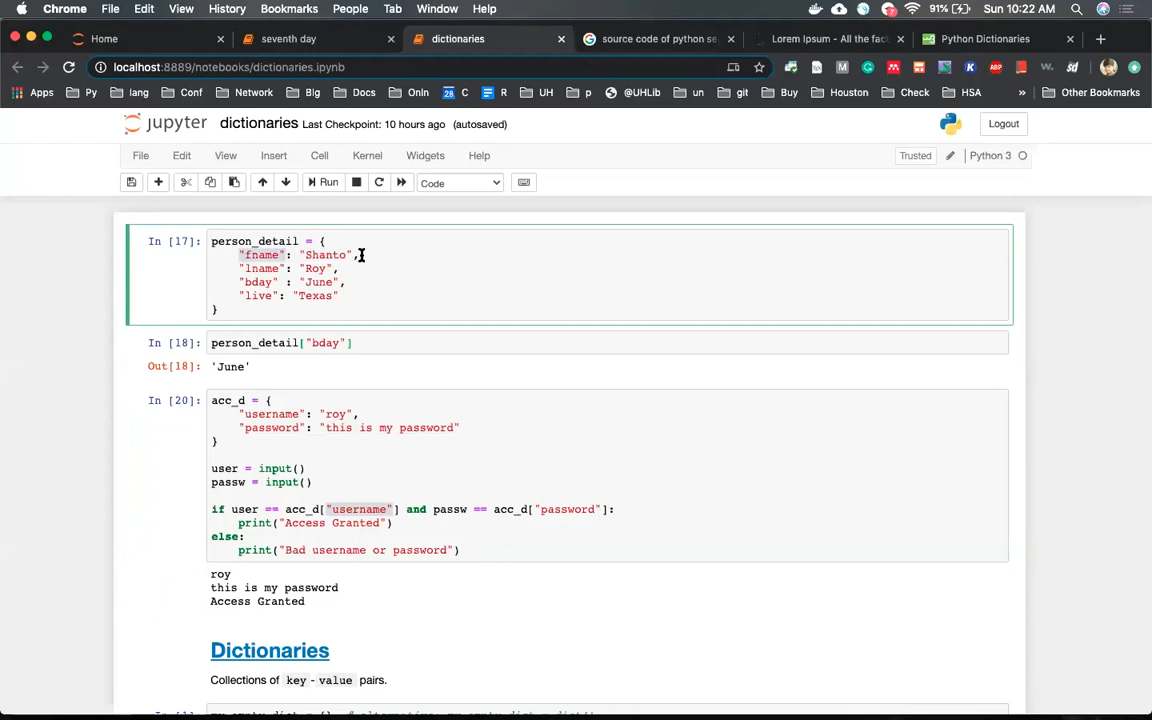 Chrome File Edit View History Bookmarks People Tab Window Help 7 91% Sun 10:22 AM
Home seventh day dictionaries source code of python se Lorem Ipsum - All the fact Python Dictionaries
localhost:8889/notebooks/dictionaries.ipynb
Apps Py lang Conf Network Big Docs OnIn 28 C R UH p @UHLib un git Buy Houston Check HSA » Other Bookmarks
jupyter dictionaries Last Checkpoint: 10 hours ago (autosaved) Logout
File Edit View Insert Cell Kernel Widgets Help Trusted Python 3
Run Code
In [17]: person_detail = {
"fname": "Shanto",
"lname": "Roy",
"bday" : "June",
"live": "Texas"
}
In [18]: person_detail["bday"]
Out[18]: 'June'
In [20]: acc_d = {
"username": "roy",
"password": "this is my password"
}
user = input()
passw = input()
if user == acc_d["username"] and passw == acc_d["password"]:
print("Access Granted")
else:
print("Bad username or password")
roy
this is my password
Access Granted
Dictionaries
Collections of key - value pairs.